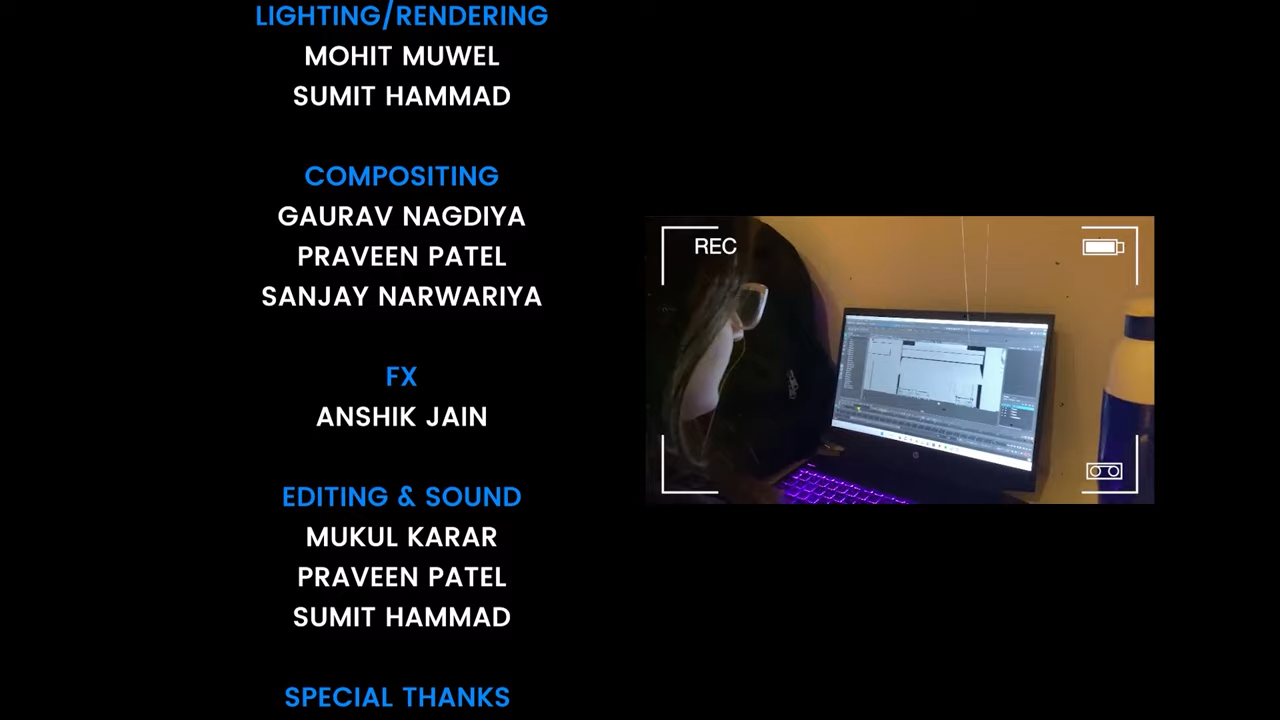 LIGHTING/RENDERING
MOHIT MUWEL
SUMIT HAMMAD
COMPOSITING
GAURAV NAGDIYA
PRAVEEN PATEL
SANJAY NARWARIYA
FX
ANSHIK JAIN
EDITING & SOUND
MUKUL KARAR
PRAVEEN PATEL
SUMIT HAMMAD
SPECIAL THANKS
REC